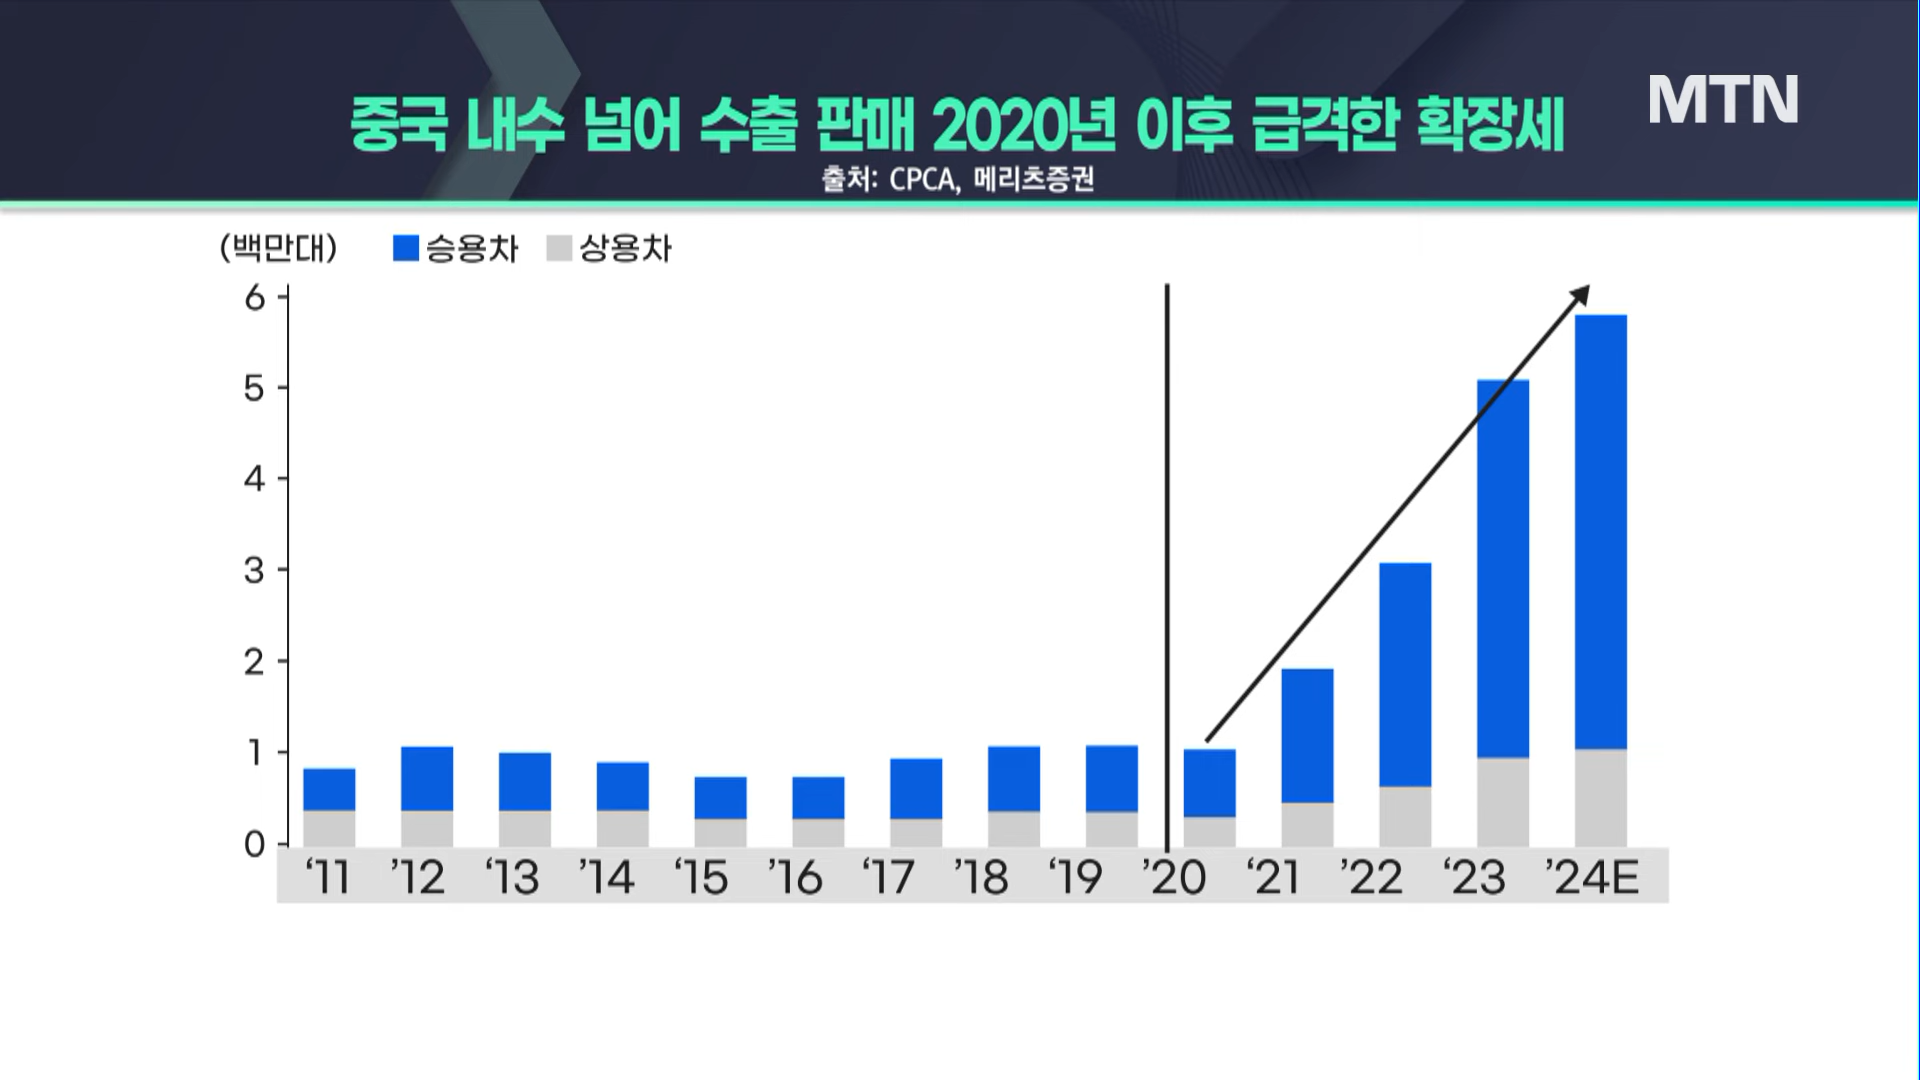 중국 내수 넘어 수출 판매 2020년 이후 급격한 확장세
MTN
출처: CPCA, 메리츠증권
(백만대) 승용차 상용차
6
5
4
3
2
1
0
‘11 ’12 ‘13 ’14 ‘15 ’16 ‘17 ’18 ‘19 ’20 ‘21 ’22 ‘23 ’24E